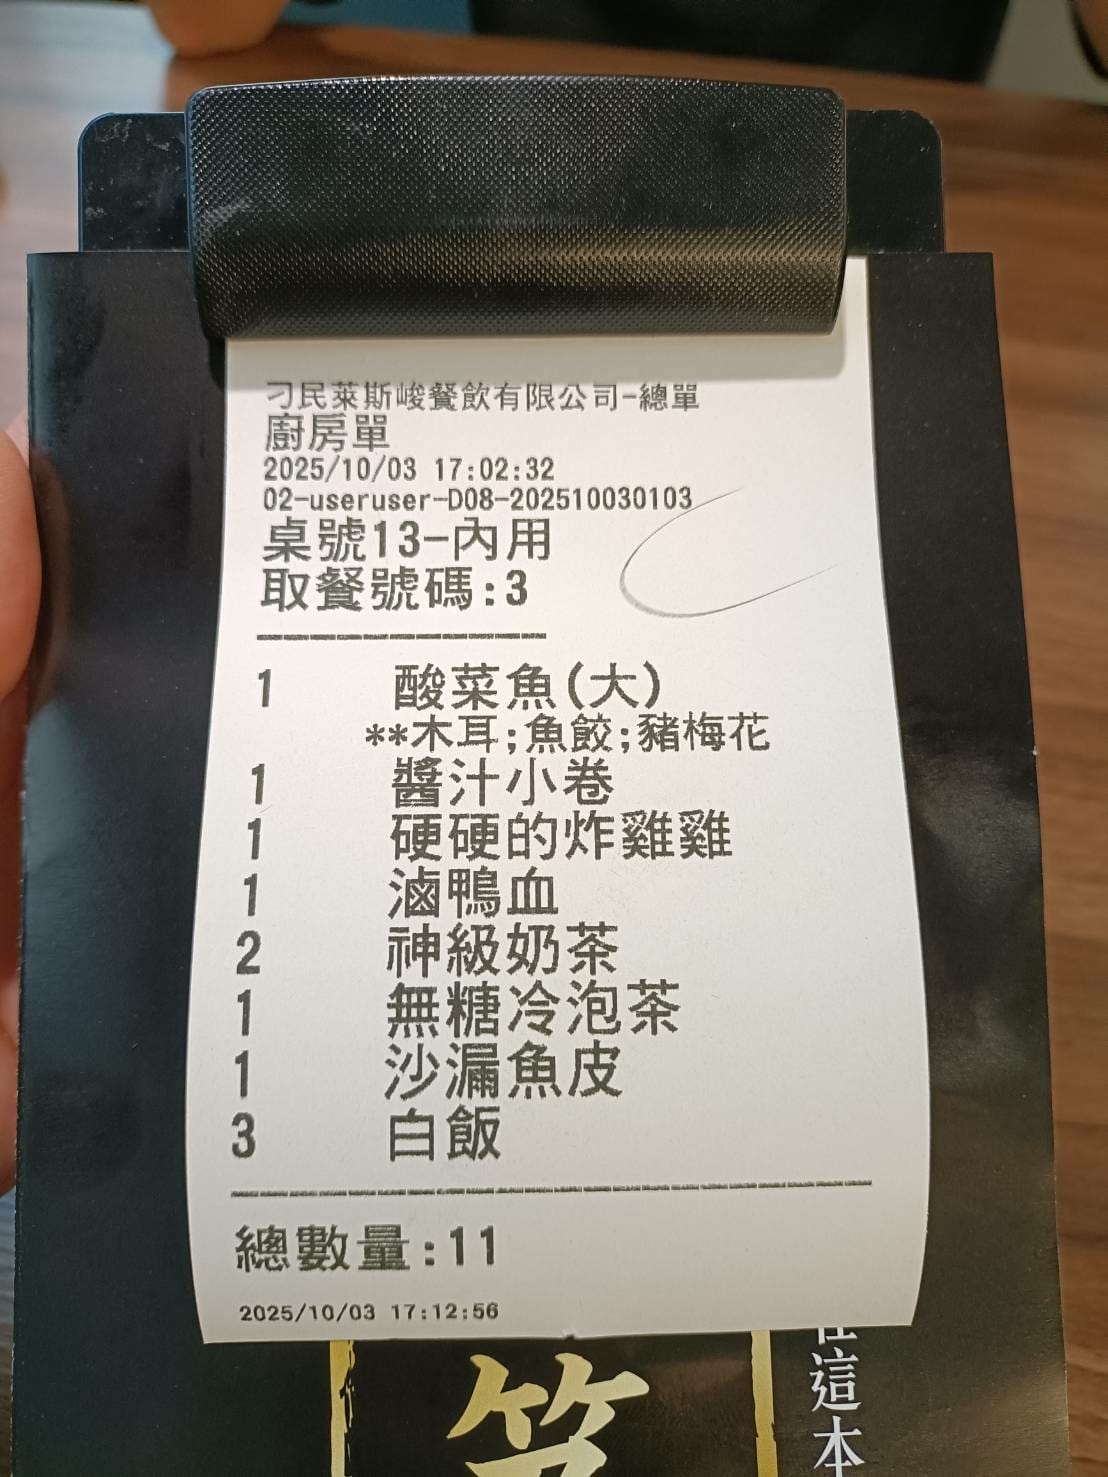 刁民萊斯峻餐飲有限公司-總單
廚房單
2025/10/03 17:02:32
02-useruser-D08-202510030103
桌號13-內用
取餐號碼:3
1 酸菜魚(大)
**木耳;魚餃;豬梅花
1 醬汁小卷
1 硬硬的炸雞雞
1 滷鴨血
2 神級奶茶
1 無糖冷泡茶
1 沙漏魚皮
3 白飯
總數量:11
2025/10/03 17:12:56
這本